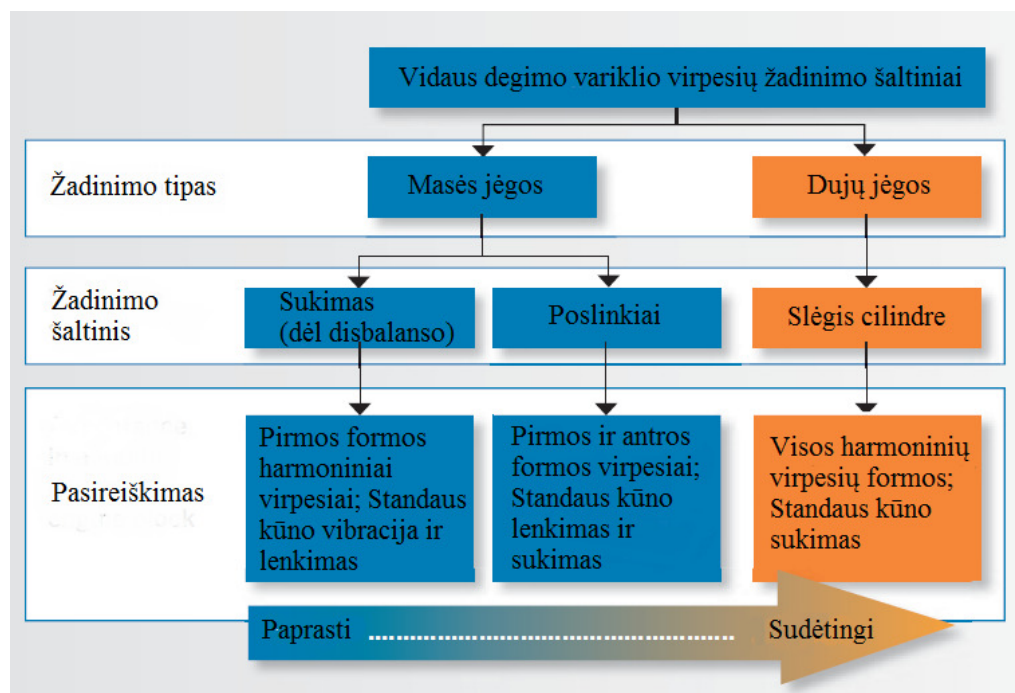 Vidaus degimo variklio virpesių žadinimo šaltiniai
Žadinimo tipas
Masės jėgos
Dujų jėgos
Žadinimo
šaltinis
Sukimas
(dėl disbalanso)
Poslinkiai
Slėgis cilindre
Pasireiškimas
Pirmos formos
harmoniniai
virpesiai; Standaus
kūno vibracija ir
lenkimas
Pirmos ir antros
formos virpesiai;
Standaus kūno
lenkimas ir
sukimas
Visos harmoninių
virpesių formos;
Standaus kūno
sukimas
Paprasti
Sudėtingi